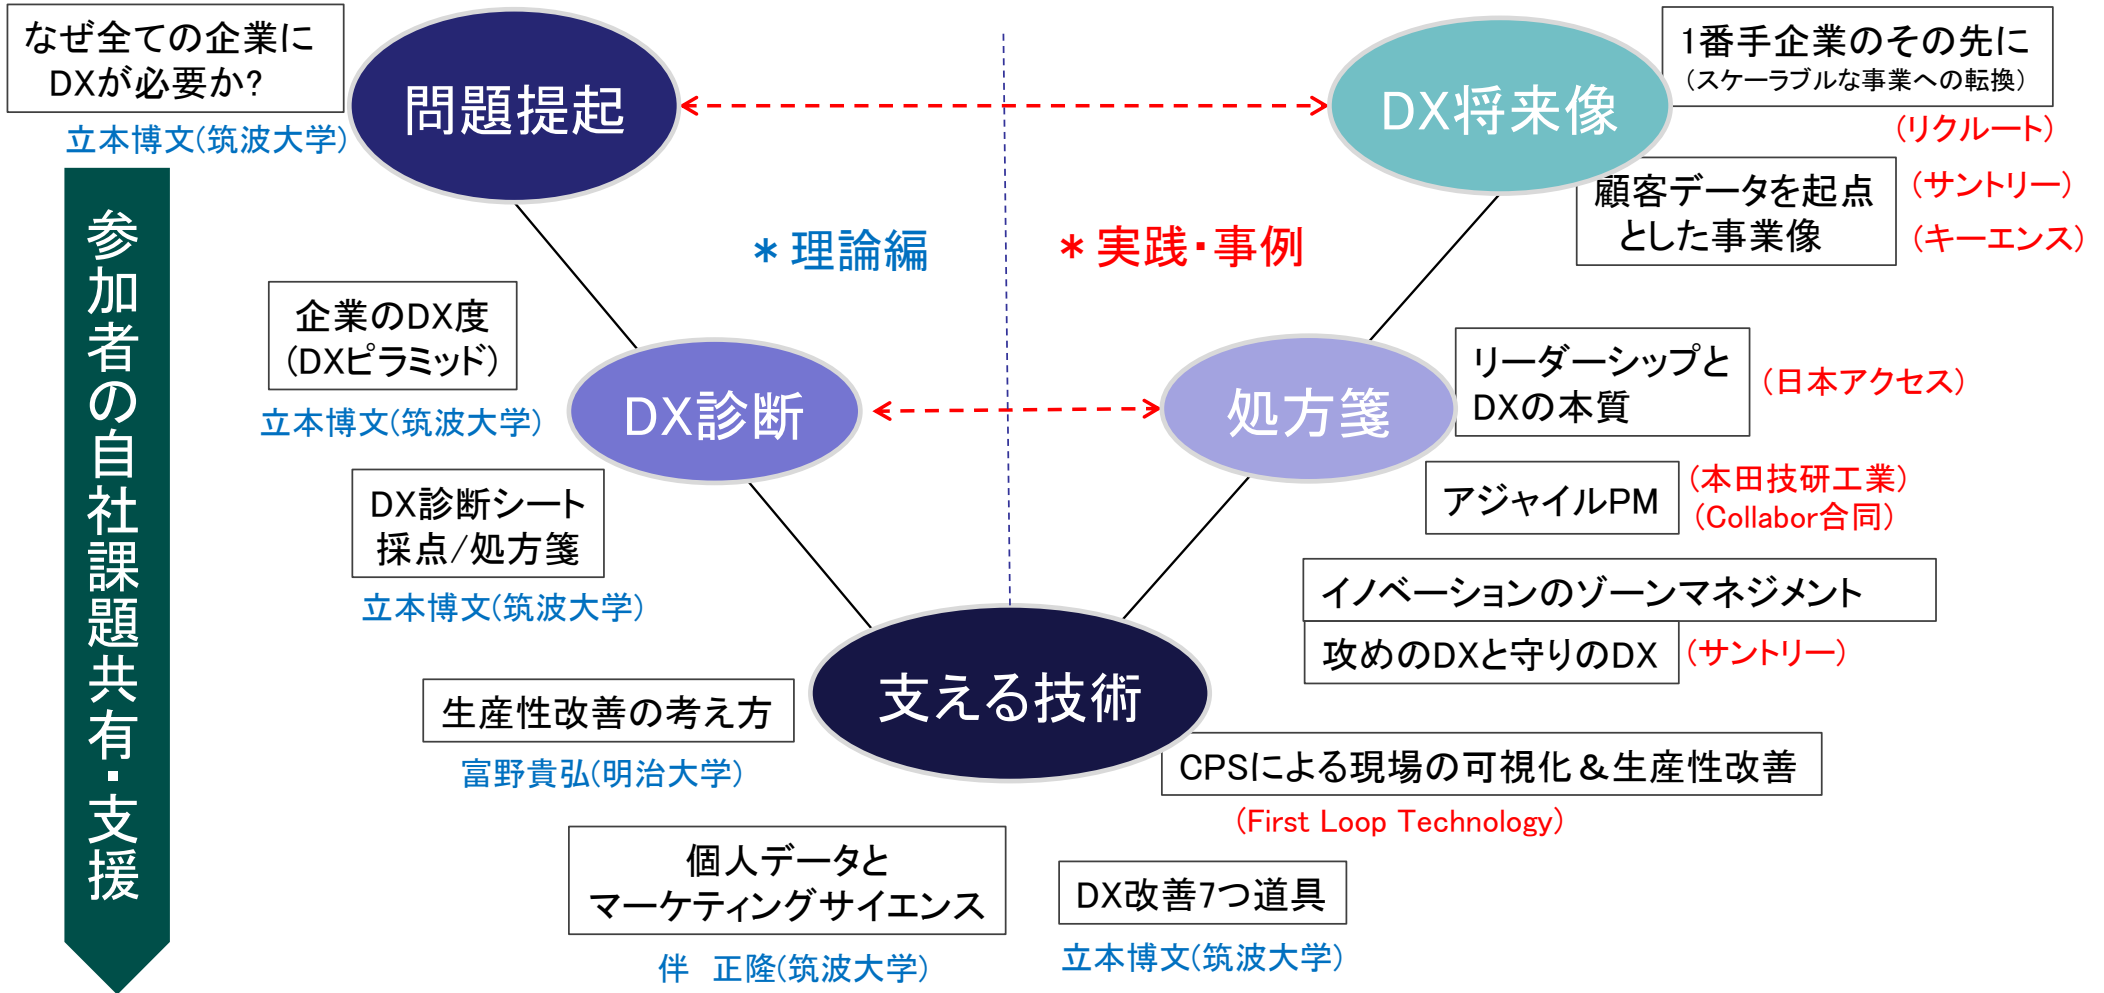 なぜ全ての企業に
DXが必要か?
立本博文(筑波大学)
問題提起
DX将来像
1番手企業のその先に
(スケーラブルな事業への転換)
(リクルート)
顧客データを起点
とした事業像
(サントリー)
(キーエンス)
*理論編
*実践・事例
参加者の自社課題共有・支援
企業のDX度
(DXピラミッド)
立本博文(筑波大学)
DX診断
処方箋
リーダーシップと
DXの本質
(日本アクセス)
DX診断シート
採点/処方箋
立本博文(筑波大学)
アジャイルPM
(本田技研工業)
(Collabor合同)
イノベーションのゾーンマネジメント
攻めのDXと守りのDX
(サントリー)
支える技術
生産性改善の考え方
富野貴弘(明治大学)
CPSによる現場の可視化&生産性改善
(First Loop Technology)
個人データと
マーケティングサイエンス
伴 正隆(筑波大学)
DX改善7つ道具
立本博文(筑波大学)